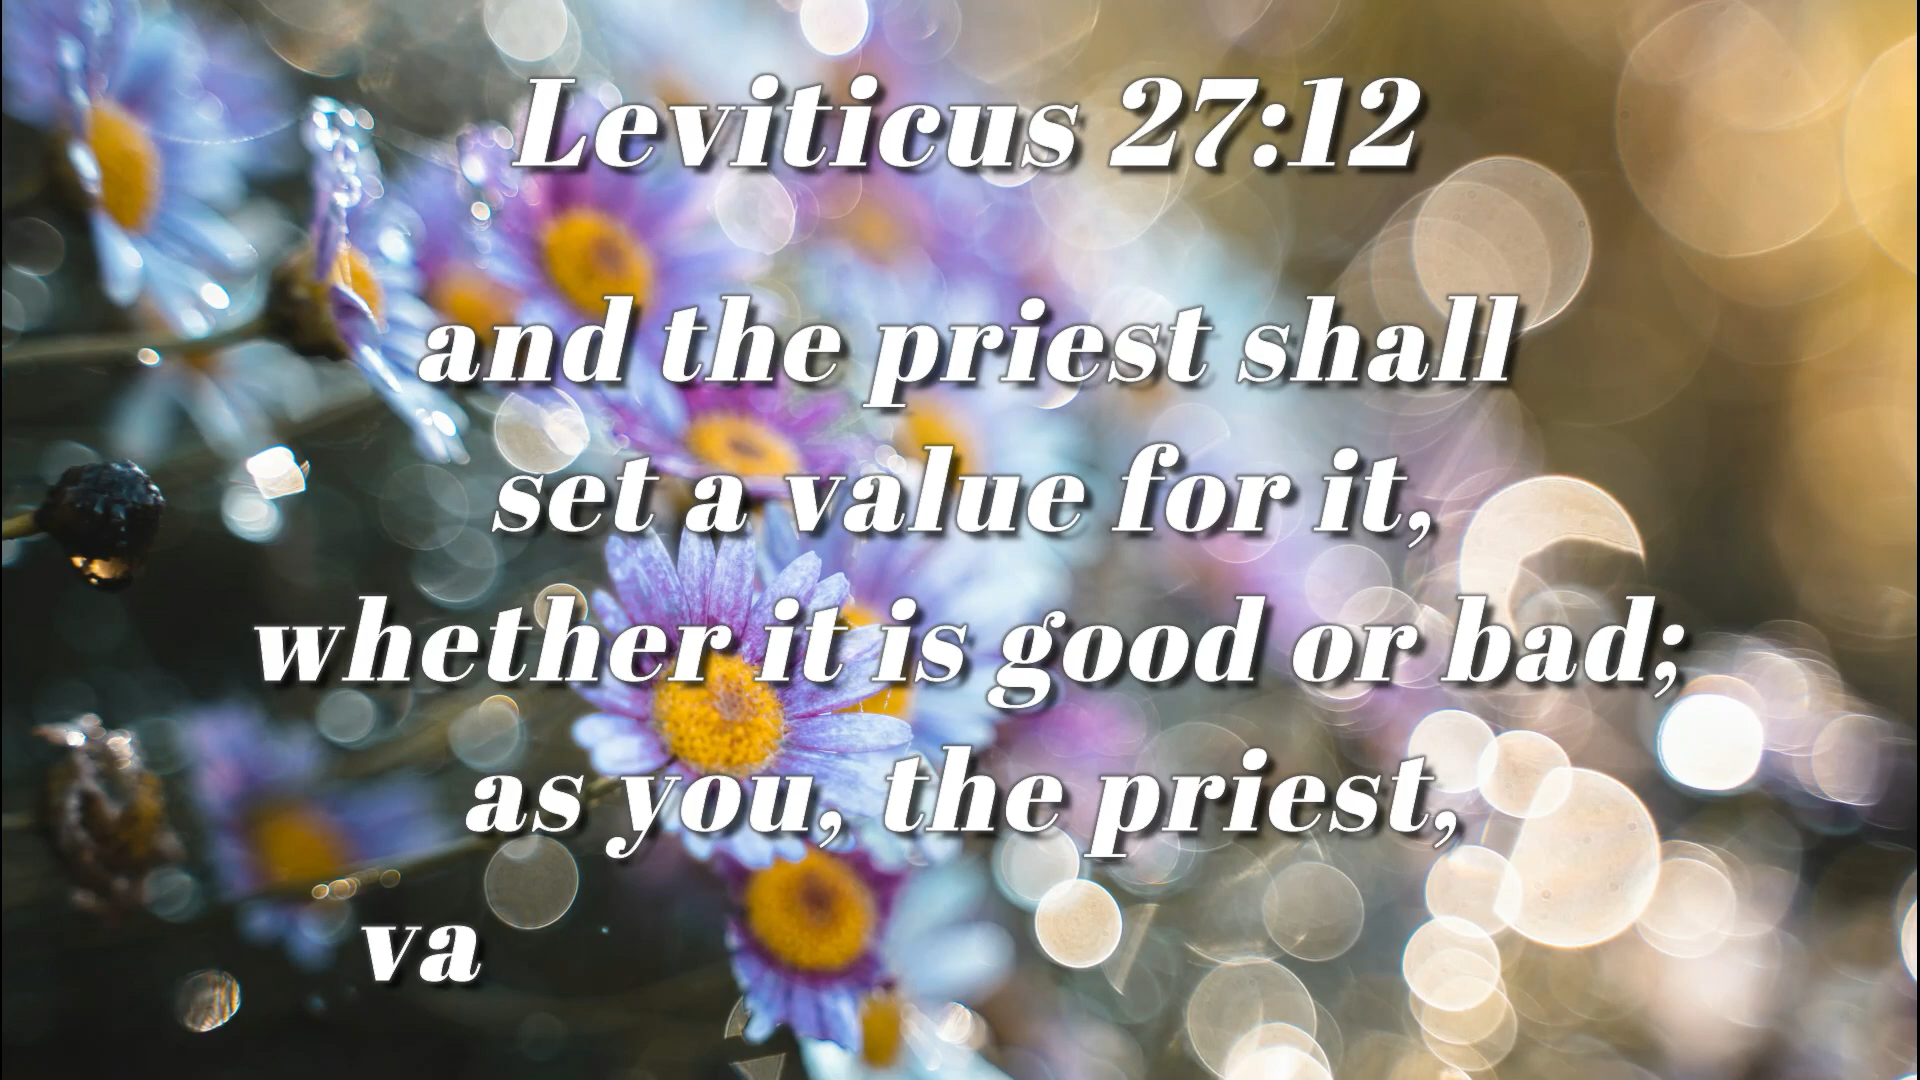 Leviticus 27:12
and the priest shall
set a value for it,
whether it is good or bad;
as you, the priest,
va